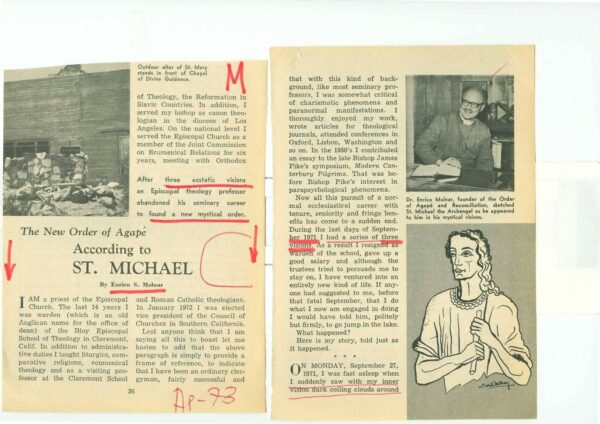 Outdoor altar of St. Mary
stands in front of Chapel
of Divine Guidance.
M
of Theology, the Reformation in
Slavic Countries. In addition, I
served my bishop as canon theo-
logian in the diocese of Los
Angeles. On the national level I
served the Episcopal Church as a
member of the Joint Commission
on Ecumenical Relations for six
years, meeting with Orthodox
After three ecstatic visions
an Episcopal theology professor
abandoned his seminary career
to found a new mystical order.
The New Order of Agapé
According to
ST. MICHAEL
By Enrico S. Molnar
I AM a priest of the Episcopal
Church. The last 14 years I
was warden (which is an old
Anglican name for the office of
dean) of the Bloy Episcopal
School of Theology in Claremont,
Calif. In addition to administra-
tive duties I taught liturgics, com-
parative religions, ecumenical
theology and as a visiting pro-
fessor at the Claremont School
and Roman Catholic theologians.
In January 1972 I was elected
vice president of the Council of
Churches in Southern California.
Lest anyone think that I am
saying all this to boast let me
hasten to add that the above
paragraph is simply to provide a
frame of reference, to indicate
that I have been an ordinary cler-
gyman, fairly successful and
36
Ap-73
that with this kind of back-
ground, like most seminary pro-
fessors, I was somewhat critical
of charismatic phenomena and
paranormal manifestations. I
thoroughly enjoyed my work,
wrote articles for theological
journals, attended conferences in
Oxford, Lisbon, Washington and
so on. In the 1950's I contributed
an essay to the late Bishop James
Pike's symposium, Modern Can-
terbury Pilgrims. That was be-
fore Bishop Pike's interest in
parapsychological phenomena.
Now all this pursuit of a nor-
mal ecclesiastical career with
tenure, seniority and fringe bene-
fits has come to a sudden end.
During the last days of Septem-
ber 1971 I had a series of three
visions. As a result I resigned as
warden of the school, gave up a
good salary and although the
trustees tried to persuade me to
stay on, I have ventured into an
entirely new kind of life. If any-
one had suggested to me, before
that fatal September, that I do
what I now am engaged in doing
I would have told him, politely
but firmly, to go jump in the lake.
What happened?
Here is my story, told just as
it happened.
* * *
ON MONDAY, September 27,
1971, I was fast asleep when
I suddenly saw with my inner
vision dark coiling clouds around
Dr. Enrico Molnar, founder of the Order
of Agapé and Reconciliation, sketched
St. Michael the Archangel as he appeared
to him in his mystical visions.